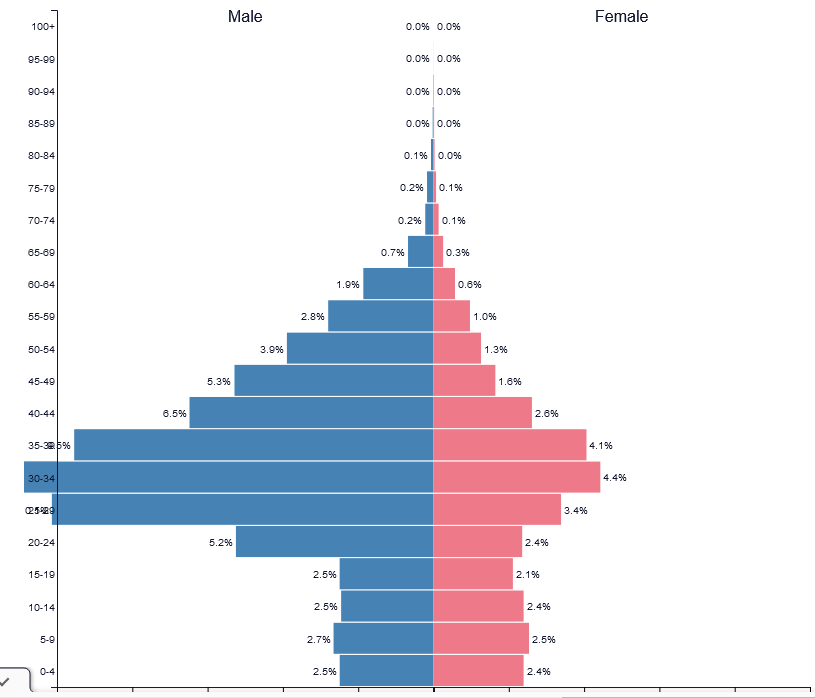 Male Female
100+ 0.0% 0.0%
95-99 0.0% 0.0%
90-94 0.0% 0.0%
85-89 0.0% 0.0%
80-84 0.1% 0.0%
75-79 0.2% 0.1%
70-74 0.2% 0.1%
65-69 0.7% 0.3%
60-64 1.9% 0.6%
55-59 2.8% 1.0%
50-54 3.9% 1.3%
45-49 5.3% 1.6%
40-44 6.5% 2.6%
4.1%
30-34 4.4%
3.4%
20-24 5.2% 2.4%
15-19 2.5% 2.1%
10-14 2.5% 2.4%
5-9 2.7% 2.5%
0-4 2.5% 2.4%